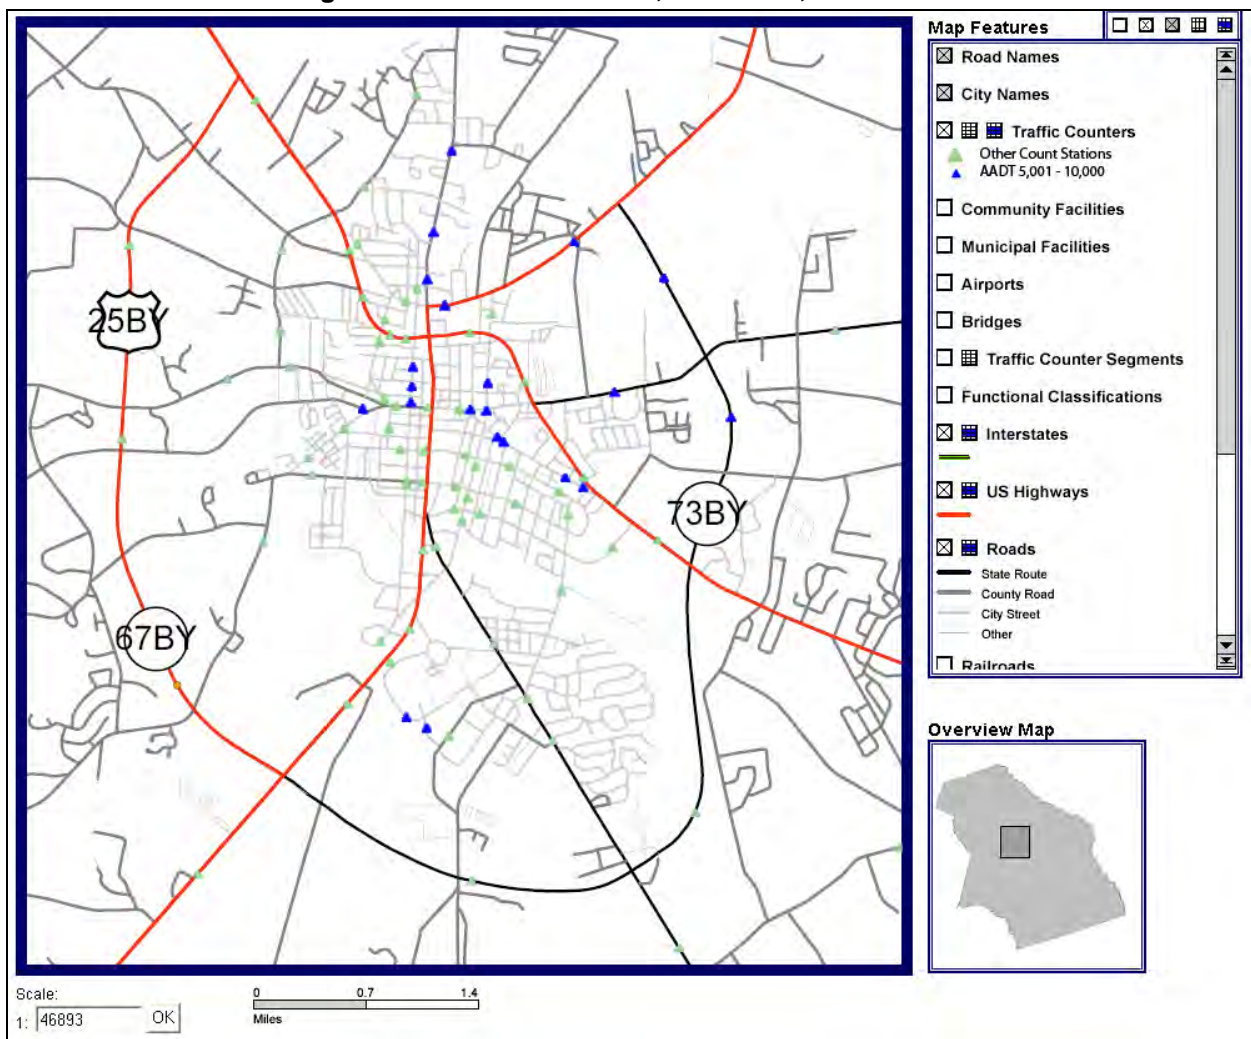 Map Features
Road Names
City Names
Traffic Counters
Other Count Stations
AADT 5,001 - 10,000
Community Facilities
Municipal Facilities
Airports
Bridges
Traffic Counter Segments
Functional Classifications
Interstates
US Highways
Roads
State Route
County Road
City Street
Other
Railroads
25BY
73BY
67BY
Overview Map
Scale:
1: 46893 OK
0 0.7 1.4
Miles